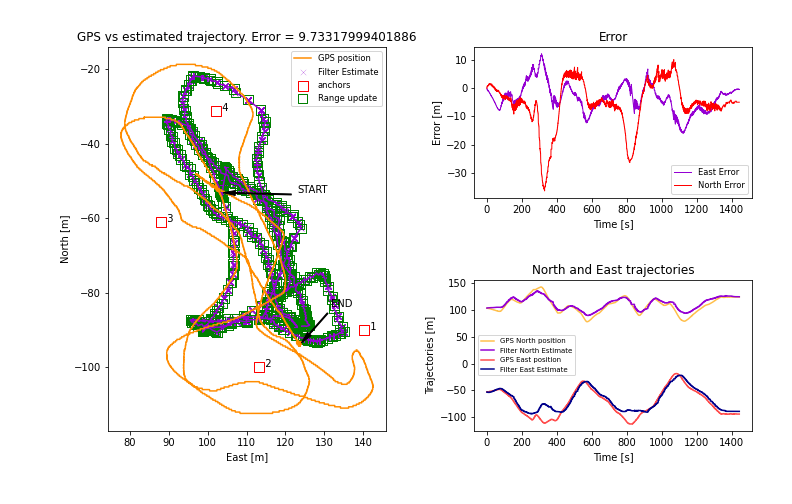 GPS vs estimated trajectory. Error = 9.73317999401886
GPS position
Filter Estimate
anchors
Range update
4
START
3
END
1
2
−20
−40
−60
−80
−100
80
90
100
110
120
130
140
North [m]
East [m]
Error
10
0
−10
−20
−30
Error [m]
East Error
North Error
0
200
400
600
800
1000
1200
1400
Time [s]
North and East trajectories
150
100
50
0
−50
−100
Trajectories [m]
GPS North position
Filter North Estimate
GPS East position
Filter East Estimate
0
200
400
600
800
1000
1200
1400
Time [s]